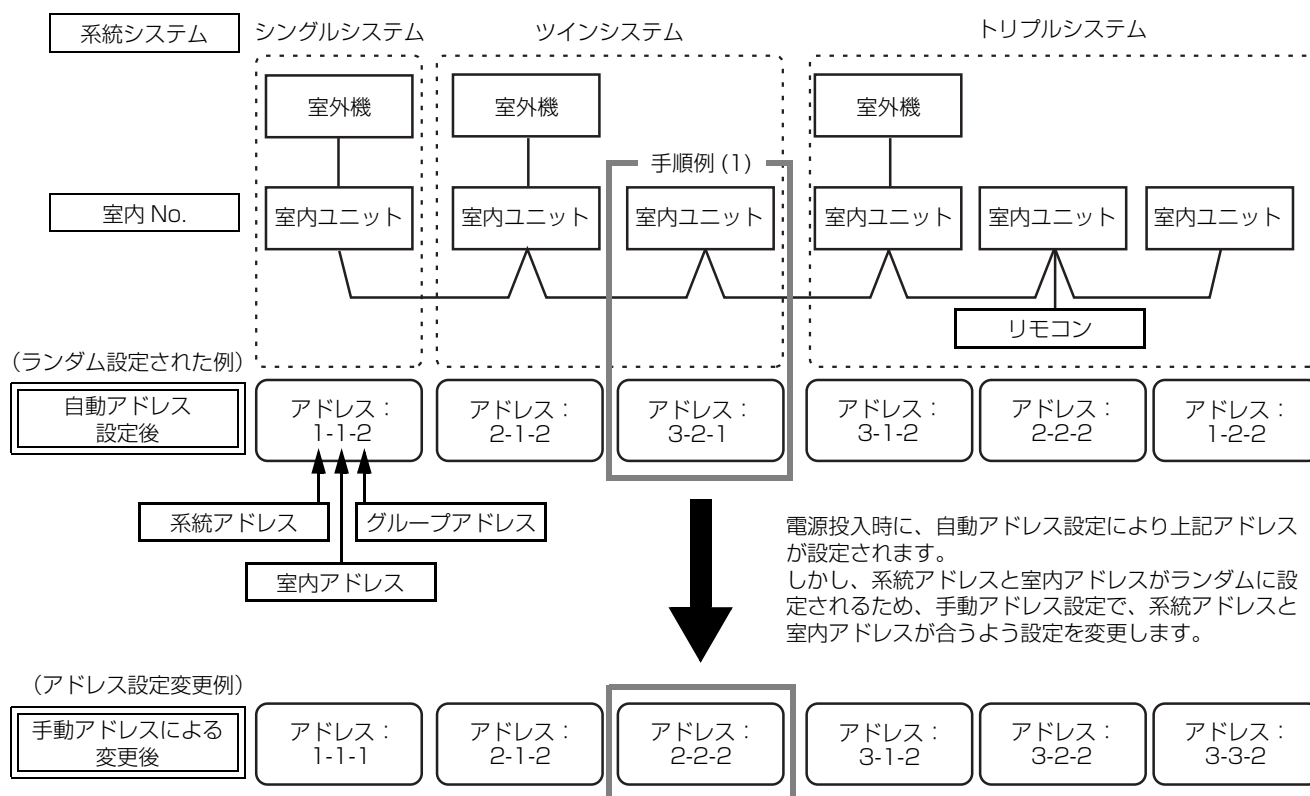 系統システム
シングルシステム
ツインシステム
トリプルシステム
室外機
室外機
室外機
手順例 (1)
室内 No.
室内ユニット
室内ユニット
室内ユニット
室内ユニット
室内ユニット
室内ユニット
リモコン
（ランダム設定された例）
自動アドレス
設定後
アドレス：
1-1-2
アドレス：
2-1-2
アドレス：
3-2-1
アドレス：
3-1-2
アドレス：
2-2-2
アドレス：
1-2-2
系統アドレス
グループアドレス
室内アドレス
電源投入時に、自動アドレス設定により上記アドレス
が設定されます。
しかし、系統アドレスと室内アドレスがランダムに設
定されるため、手動アドレス設定で、系統アドレスと
室内アドレスが合うよう設定を変更します。
（アドレス設定変更例）
手動アドレスによる
変更後
アドレス：
1-1-1
アドレス：
2-1-2
アドレス：
2-2-2
アドレス：
3-1-2
アドレス：
3-2-2
アドレス：
3-3-2